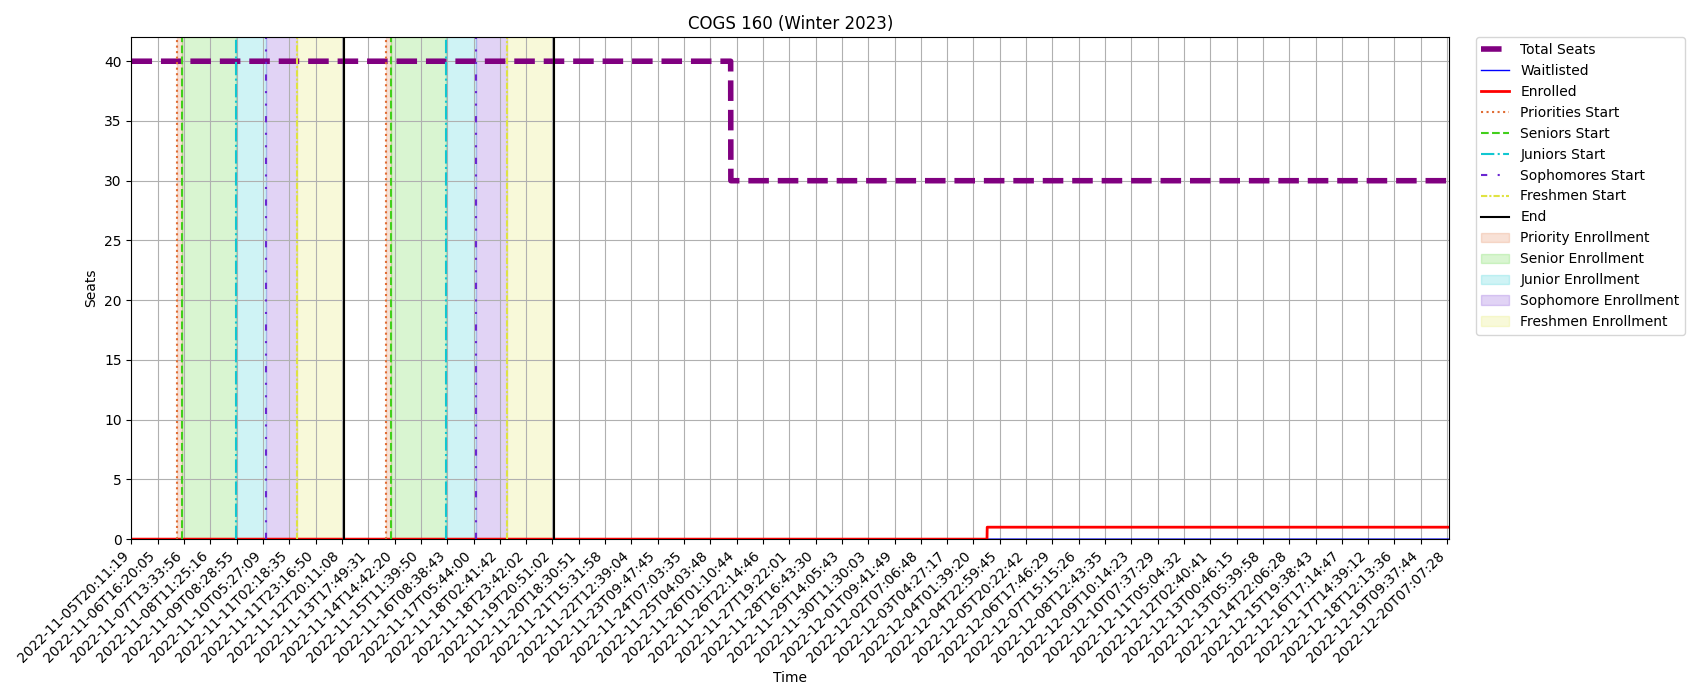 COGS 160 (Winter 2023)
Seats
40
35
30
25
20
15
10
5
0
2022-11-05T20:11:19
2022-11-06T16:20:05
2022-11-07T13:33:56
2022-11-08T11:25:16
2022-11-09T08:28:55
2022-11-10T05:27:09
2022-11-11T02:18:35
2022-11-11T23:16:50
2022-11-12T20:11:08
2022-11-13T17:49:31
2022-11-14T14:42:20
2022-11-15T11:39:50
2022-11-16T08:38:43
2022-11-17T05:44:00
2022-11-18T02:41:42
2022-11-18T23:42:02
2022-11-19T20:51:02
2022-11-20T18:30:51
2022-11-21T15:31:58
2022-11-22T12:39:04
2022-11-23T09:47:45
2022-11-24T07:03:35
2022-11-25T04:03:48
2022-11-26T01:10:44
2022-11-26T22:14:46
2022-11-27T19:22:01
2022-11-28T16:43:30
2022-11-29T14:05:43
2022-11-30T11:30:03
2022-12-01T09:41:49
2022-12-02T07:06:48
2022-12-03T04:27:17
2022-12-04T01:39:20
2022-12-04T22:59:45
2022-12-05T20:22:42
2022-12-06T17:46:29
2022-12-07T15:15:26
2022-12-08T12:43:35
2022-12-09T10:14:23
2022-12-10T07:37:29
2022-12-11T05:04:32
2022-12-12T02:40:41
2022-12-13T00:46:15
2022-12-13T05:39:58
2022-12-14T22:06:28
2022-12-15T19:38:43
2022-12-16T17:14:47
2022-12-17T14:39:12
2022-12-18T12:13:36
2022-12-19T09:37:44
2022-12-20T07:07:28
Time
Total Seats
Waitlisted
Enrolled
Priorities Start
Seniors Start
Juniors Start
Sophomores Start
Freshmen Start
End
Priority Enrollment
Senior Enrollment
Junior Enrollment
Sophomore Enrollment
Freshmen Enrollment